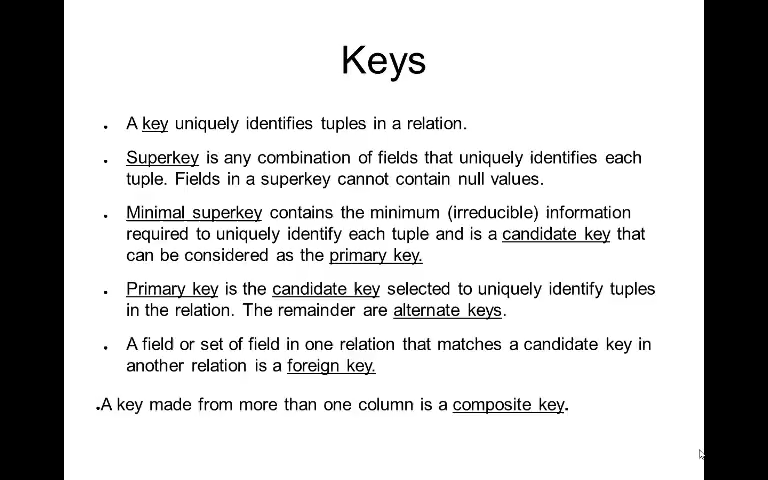 Keys
• A key uniquely identifies tuples in a relation.
• Superkey is any combination of fields that uniquely identifies each
tuple. Fields in a superkey cannot contain null values.
• Minimal superkey contains the minimum (irreducible) information
required to uniquely identify each tuple and is a candidate key that
can be considered as the primary key.
• Primary key is the candidate key selected to uniquely identify tuples
in the relation. The remainder are alternate keys.
• A field or set of field in one relation that matches a candidate key in
another relation is a foreign key.
•A key made from more than one column is a composite key.